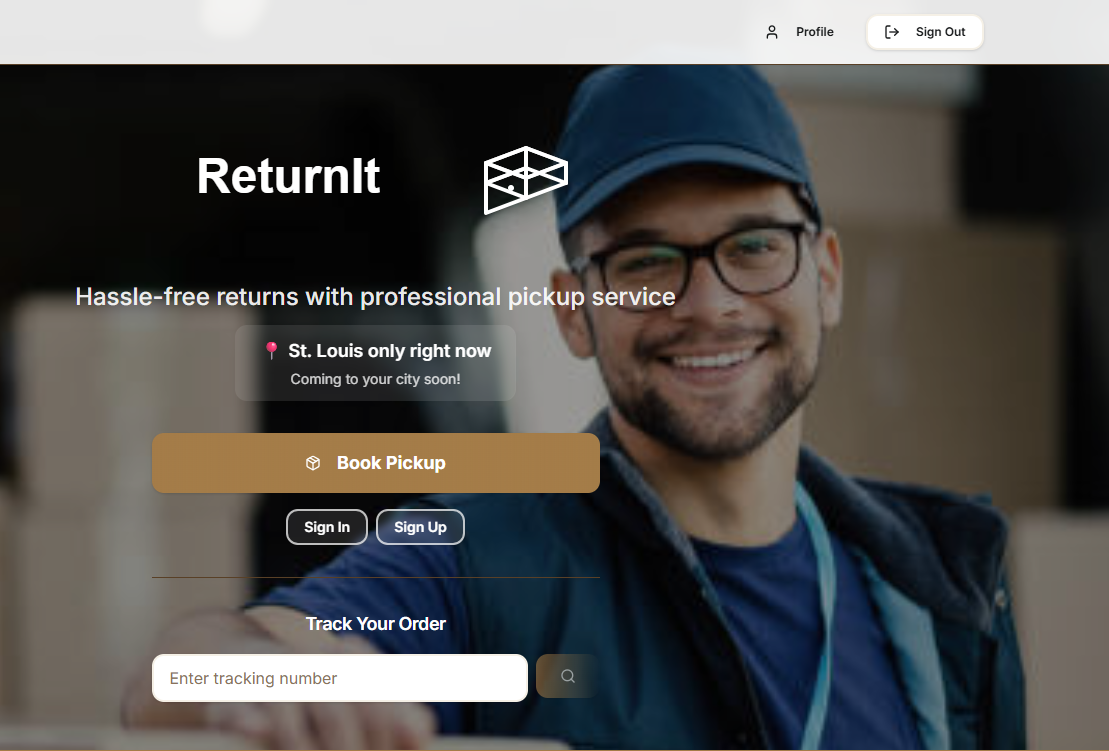 Profile
Sign Out
ReturnIt
Hassle-free returns with professional pickup service
📍 St. Louis only right now
Coming to your city soon!
Book Pickup
Sign In
Sign Up
Track Your Order
Enter tracking number